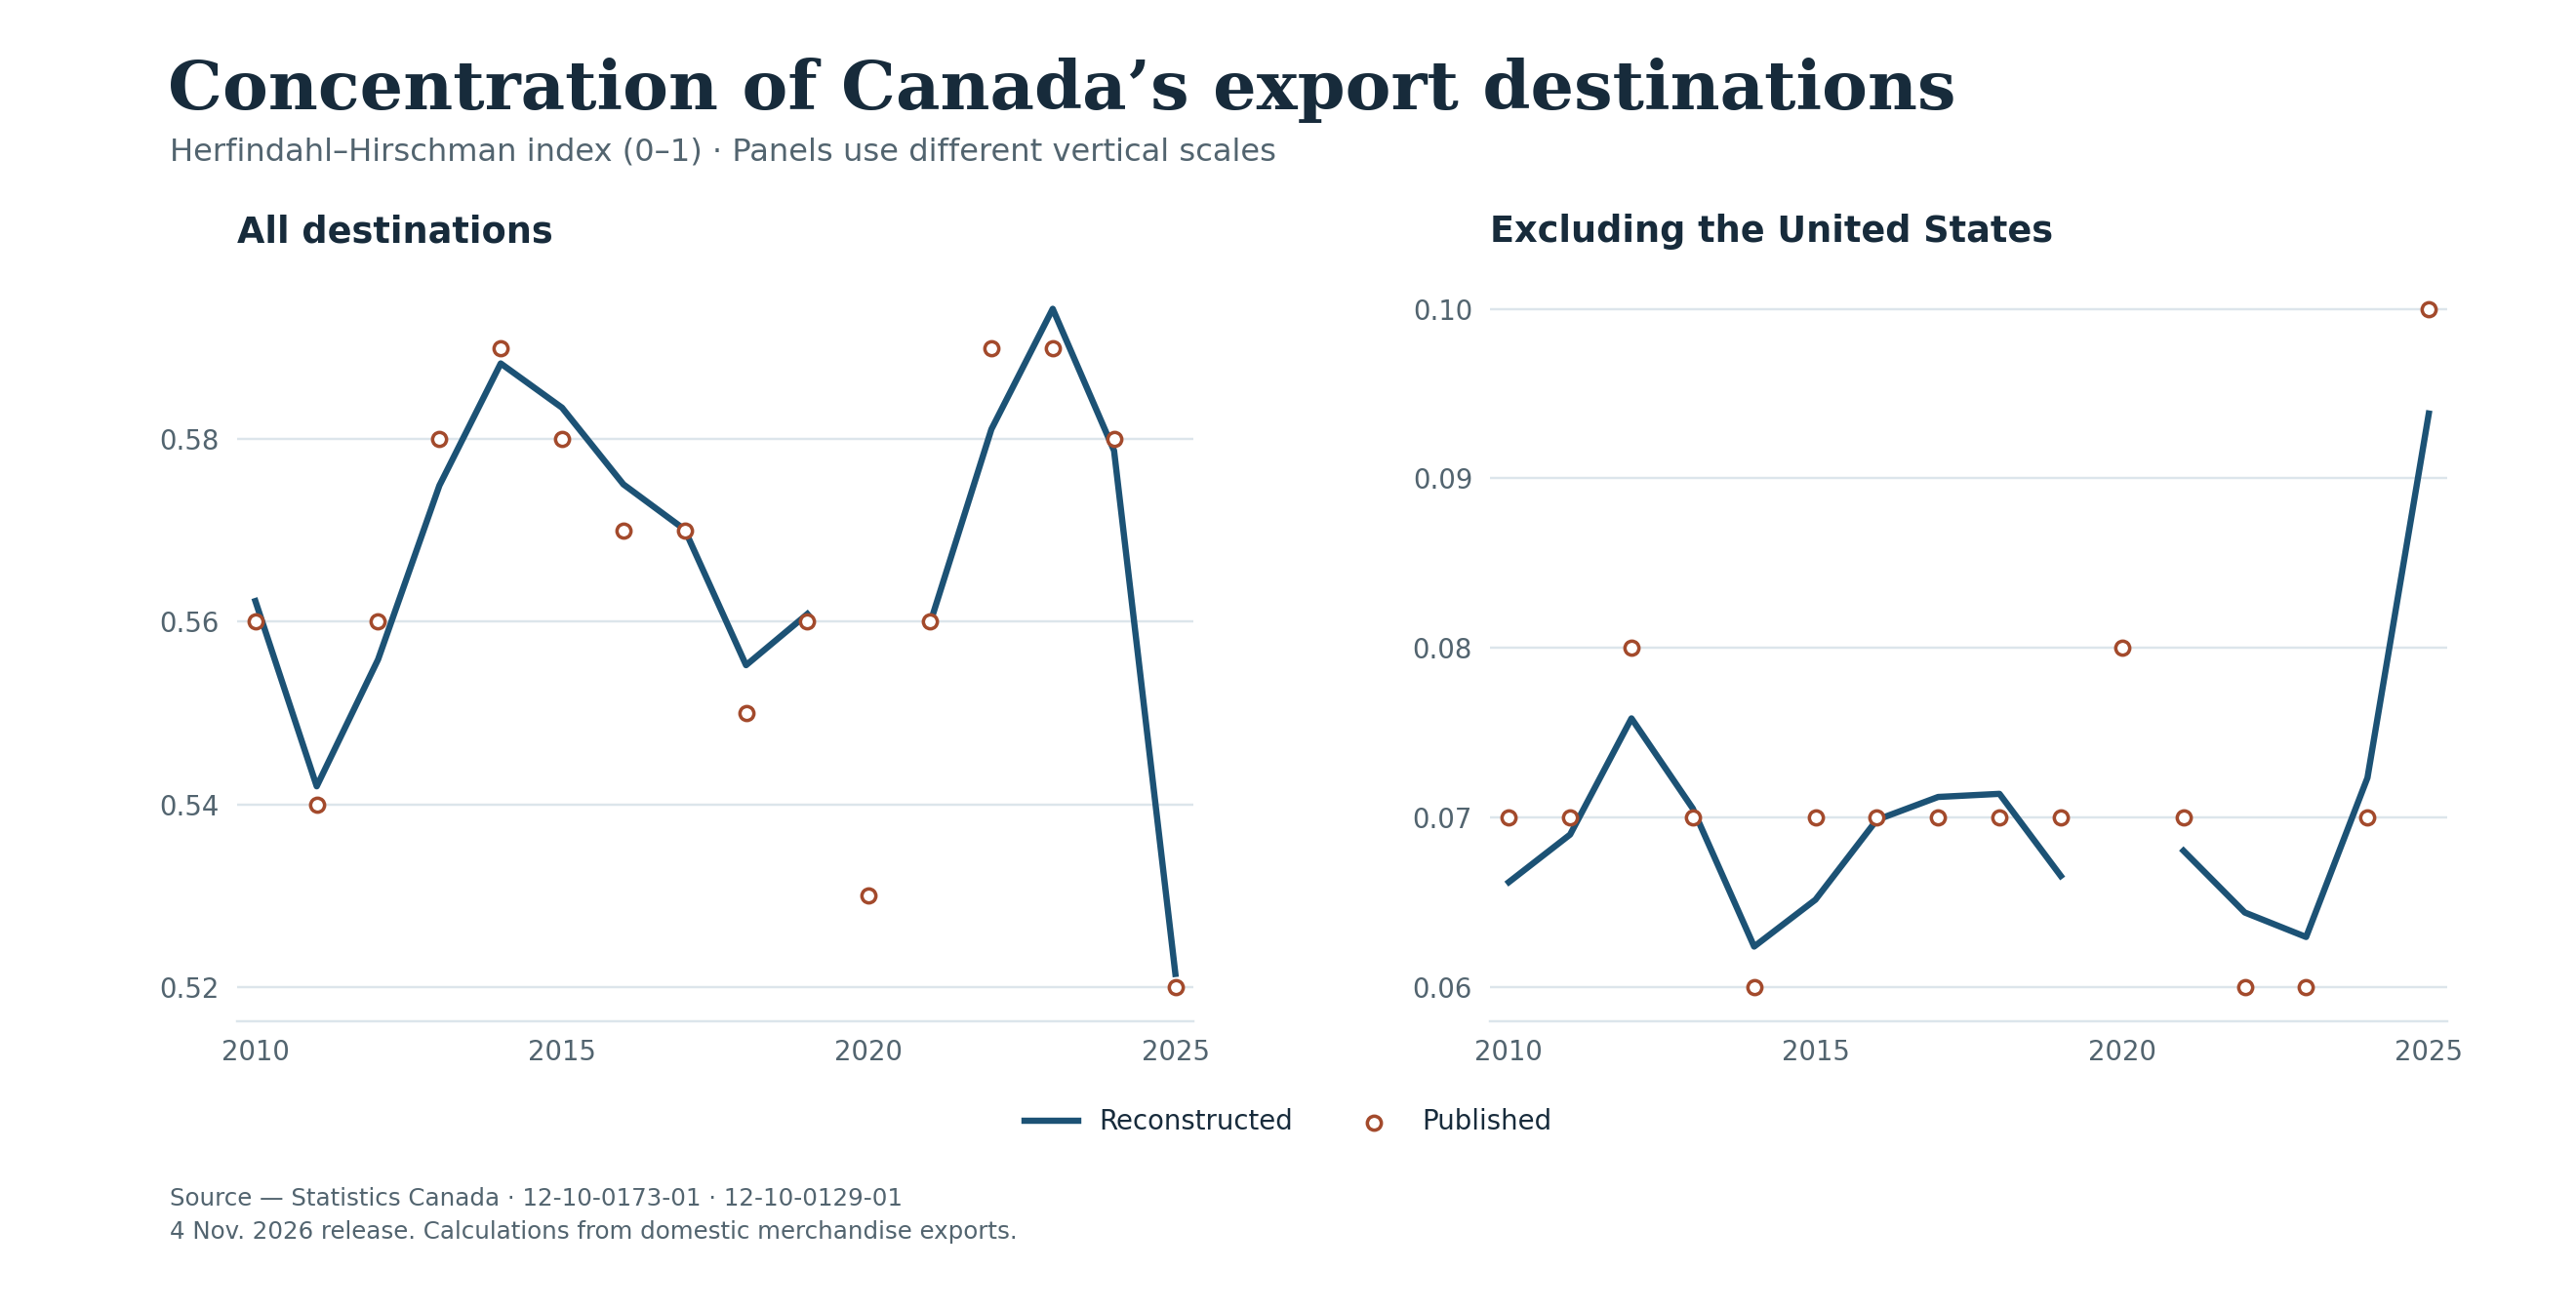 Concentration of Canada’s export destinations
Herfindahl–Hirschman index (0–1) · Panels use different vertical scales
All destinations
0.58
0.56
0.54
0.52
2010 2015 2020 2025
Excluding the United States
0.10
0.09
0.08
0.07
0.06
2010 2015 2020 2025
Reconstructed Published
Source — Statistics Canada · 12-10-0173-01 · 12-10-0129-01
4 Nov. 2026 release. Calculations from domestic merchandise exports.